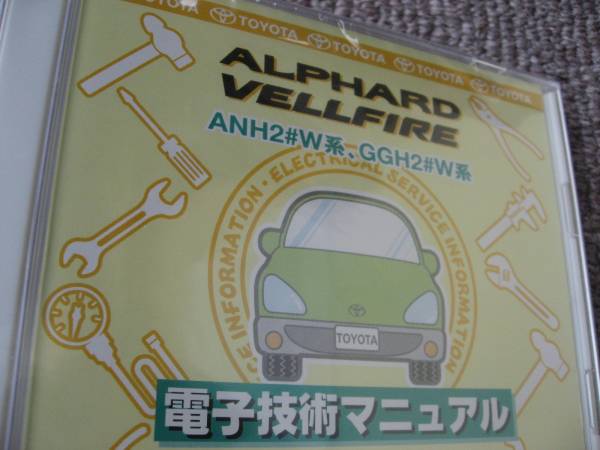 TOYOTA TOYOTA TOYOTA TOYOTA TOYOTA
ALPHARD
VELLFIRE
ANH2#W系、GGH2#W系
INFORMATION・ELECTRICAL SERVICE INFORMATION
TOYOTA
電子技術マニュアル